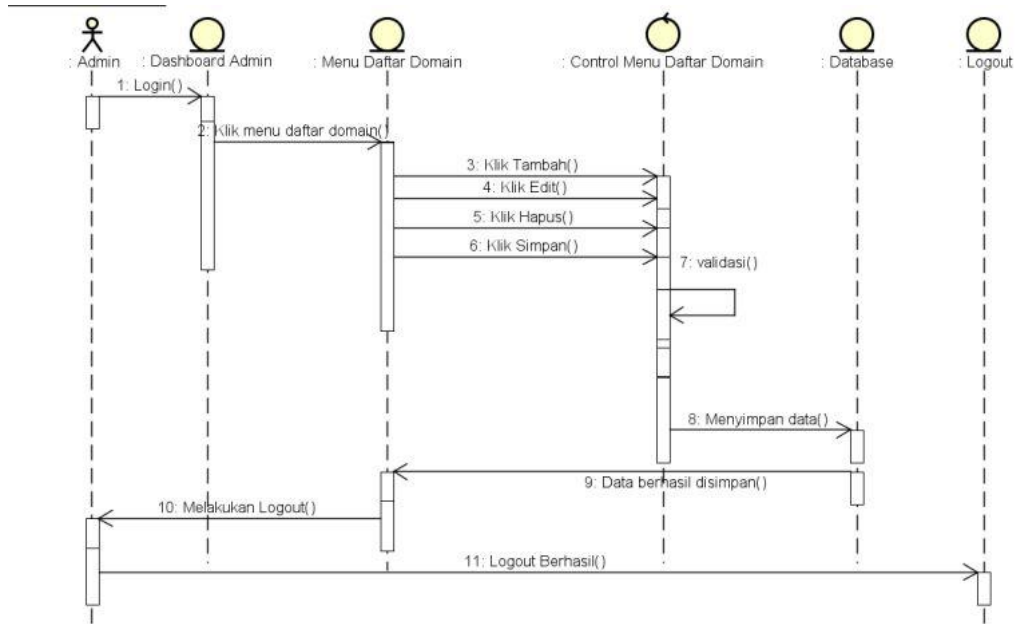 : Admin
: Dashboard Admin
: Menu Daftar Domain
: Control Menu Daftar Domain
: Database
: Logout
1: Login()
2: Klik menu daftar domain()
3: Klik Tambah()
4: Klik Edit()
5: Klik Hapus()
6: Klik Simpan()
7: validasi()
8: Menyimpan data()
9: Data berhasil disimpan()
10: Melakukan Logout()
11: Logout Berhasil()